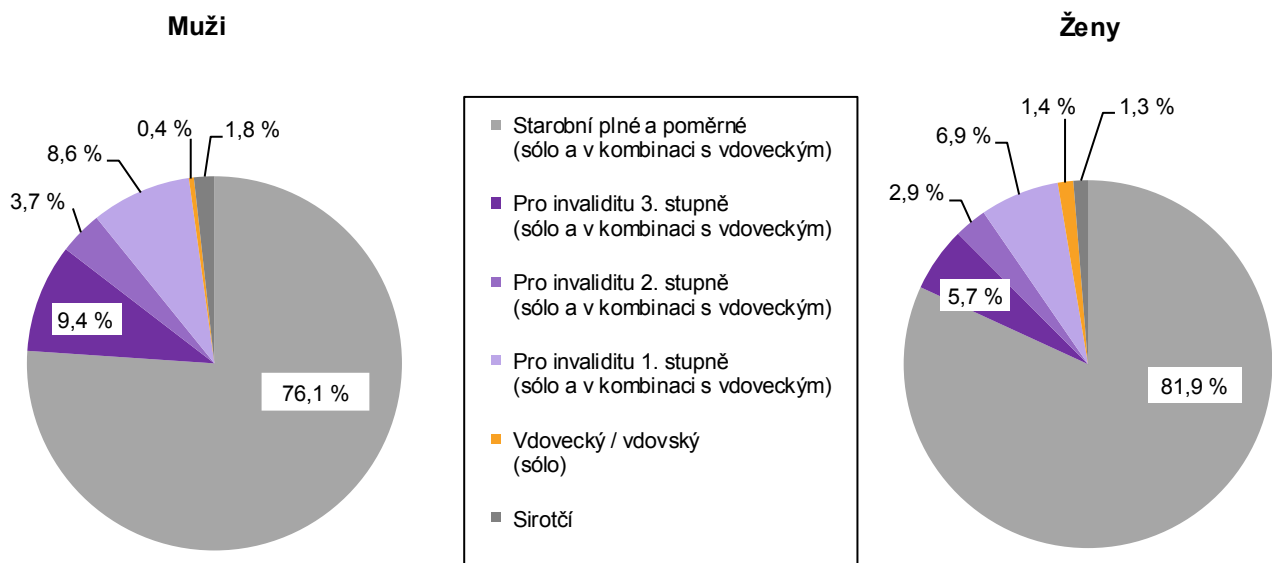 Muži
Ženy
0,4 %
1,8 %
8,6 %
3,7 %
9,4 %
76,1 %
Starobní plné a poměrné
(sólo a v kombinaci s vdoveckým)
Pro invaliditu 3. stupně
(sólo a v kombinaci s vdoveckým)
Pro invaliditu 2. stupně
(sólo a v kombinaci s vdoveckým)
Pro invaliditu 1. stupně
(sólo a v kombinaci s vdoveckým)
Vdovecký / vdovský
(sólo)
Sirotčí
1,4 %
1,3 %
6,9 %
2,9 %
5,7 %
81,9 %